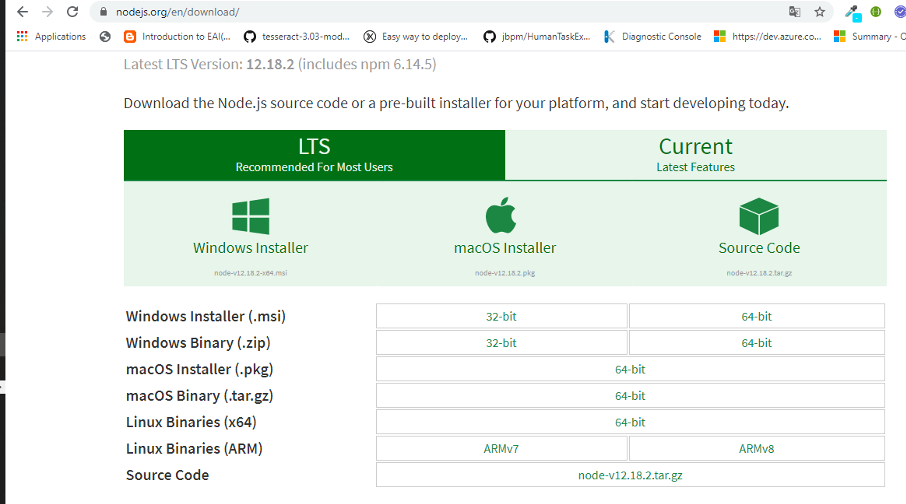 nodejs.org/en/download/
Applications Introduction to EAI(... tesseract-3.03-mod... Easy way to deploy... jbpm/HumanTaskEx... Diagnostic Console https://dev.azure.co... Summary - O
Latest LTS Version: 12.18.2 (includes npm 6.14.5)
Download the Node.js source code or a pre-built installer for your platform, and start developing today.
LTS Current
Recommended For Most Users Latest Features
Windows Installer macOS Installer Source Code
node-v12.18.2-x64.msi node-v12.18.2.pkg node-v12.18.2.tar.gz
Windows Installer (.msi) 32-bit 64-bit
Windows Binary (.zip) 32-bit 64-bit
macOS Installer (.pkg) 64-bit
macOS Binary (.tar.gz) 64-bit
Linux Binaries (x64) 64-bit
Linux Binaries (ARM) ARMv7 ARMv8
Source Code node-v12.18.2.tar.gz